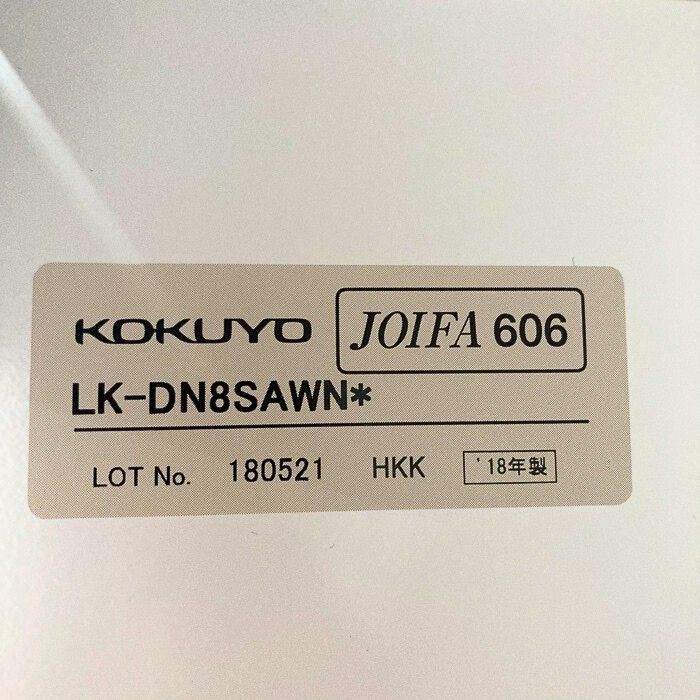 KOKUYO JOIFA 606
LK-DN8SAWN*
LOT No. 180521 HKK '18年製